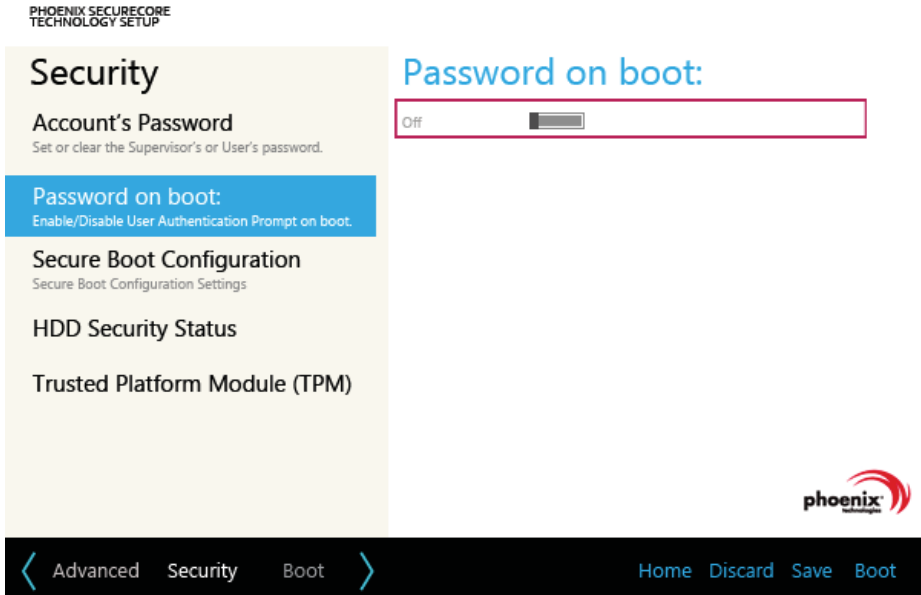 PHOENIX SECURECORE
TECHNOLOGY SETUP
Security
Account's Password
Set or clear the Supervisor's or User's password.
Password on boot:
Enable/Disable User Authentication Prompt on boot.
Secure Boot Configuration
Secure Boot Configuration Settings
HDD Security Status
Trusted Platform Module (TPM)
Password on boot:
Off
phoenix
technologies
Advanced Security Boot
Home Discard Save Boot